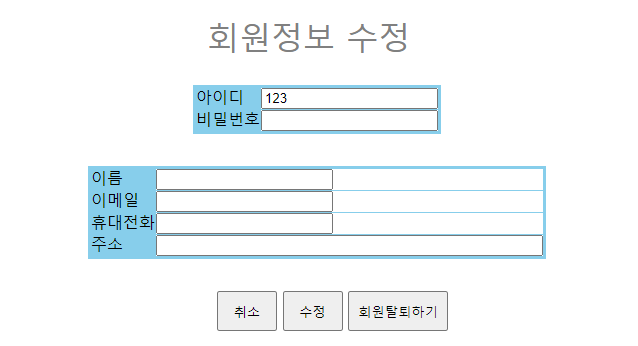 회원정보 수정
아이디 123
비밀번호
이름
이메일
휴대전화
주소
취소 수정 회원탈퇴하기